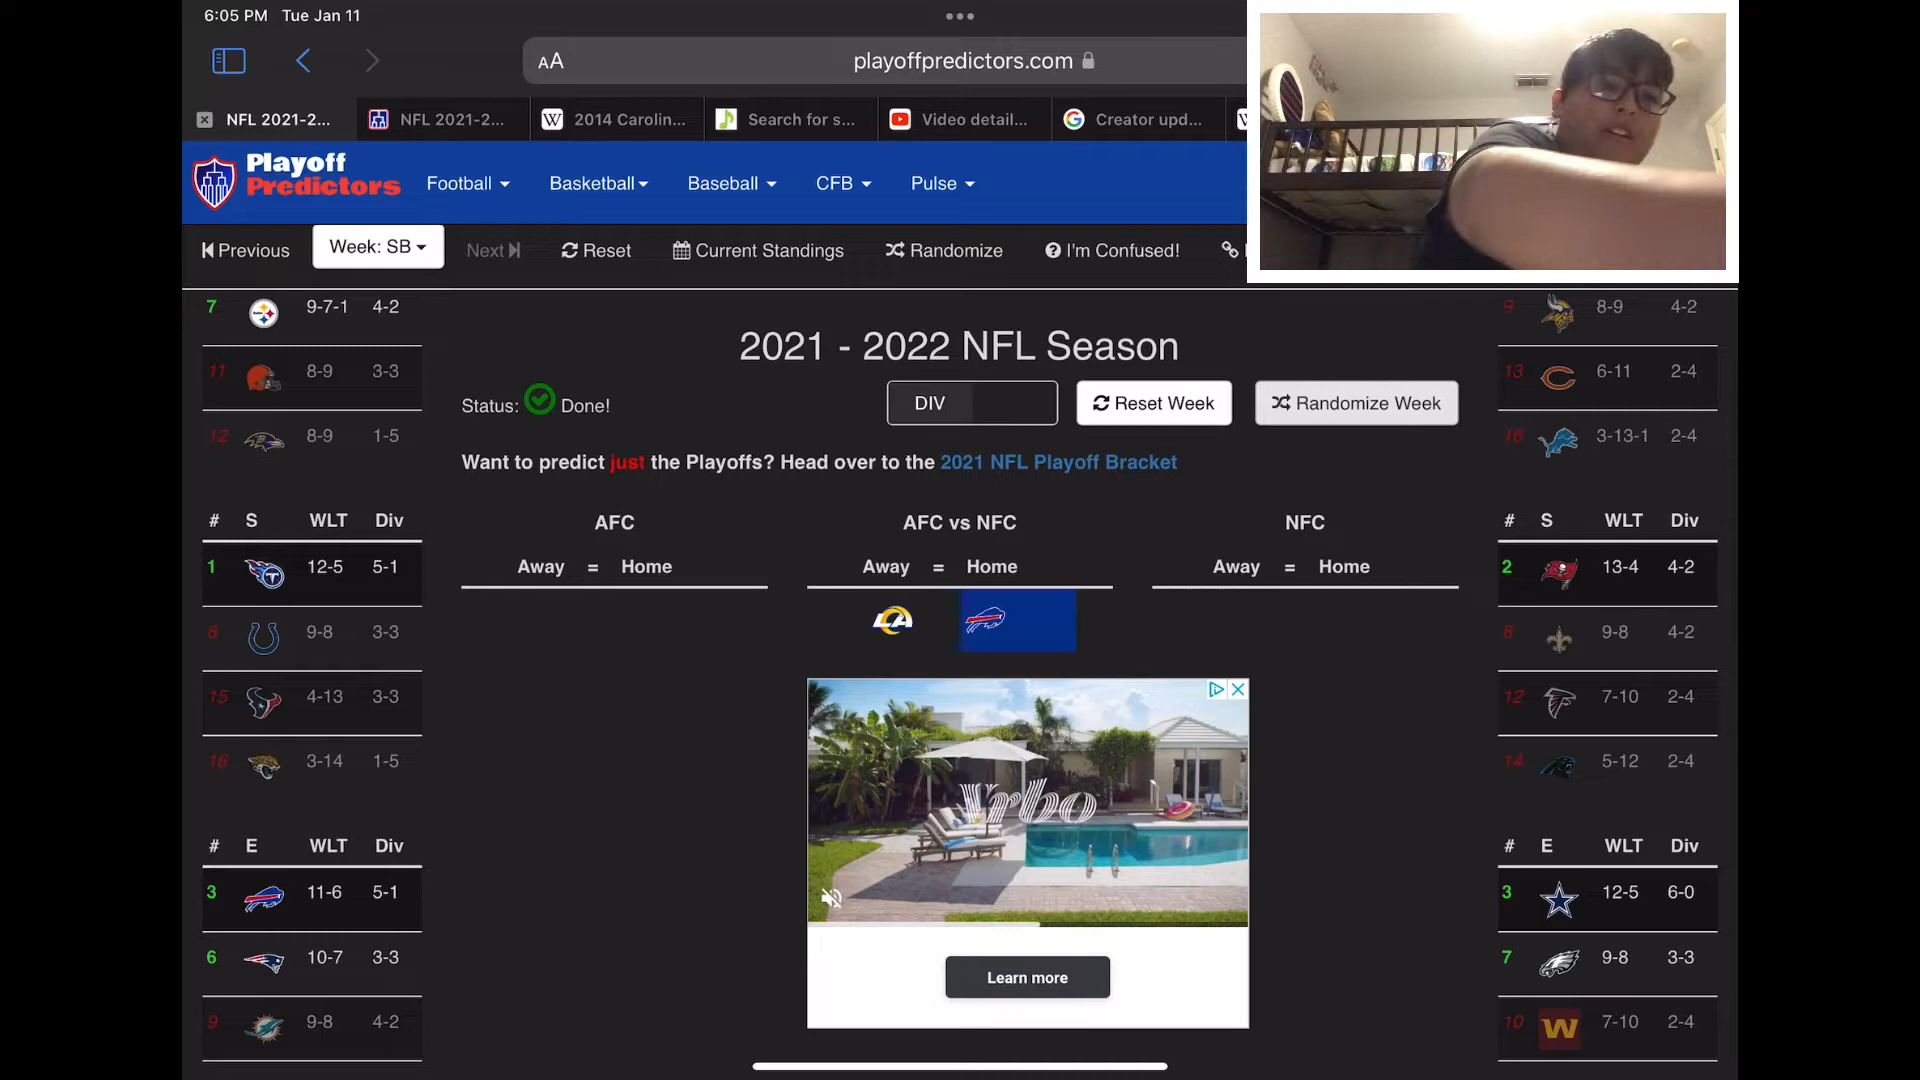 6:05 PM Tue Jan 11
AA playoffpredictors.com
NFL 2021-2... NFL 2021-2... W 2014 Carolin... Search for s... Video detail... Creator upd... W
Playoff Predictors Football Basketball Baseball CFB Pulse
Previous Week: SB Next Reset Current Standings Randomize I'm Confused!
2021 - 2022 NFL Season
Status: Done! DIV Reset Week Randomize Week
Want to predict just the Playoffs? Head over to the 2021 NFL Playoff Bracket
AFC AFC vs NFC NFC
Away = Home Away = Home Away = Home
LA
vrbo
Learn more
7 9-7-1 4-2
11 8-9 3-3
12 8-9 1-5
# S WLT Div
1 T 12-5 5-1
8 9-8 3-3
15 4-13 3-3
16 3-14 1-5
# E WLT Div
3 11-6 5-1
6 10-7 3-3
9 9-8 4-2
9 8-9 4-2
13 C 6-11 2-4
16 3-13-1 2-4
# S WLT Div
2 13-4 4-2
8 9-8 4-2
12 7-10 2-4
14 5-12 2-4
# E WLT Div
3 12-5 6-0
7 9-8 3-3
10 W 7-10 2-4